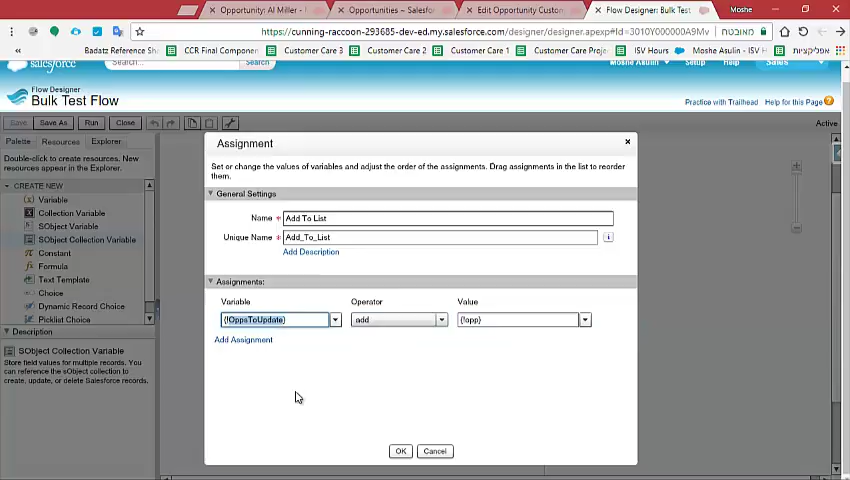 Opportunity: Al Miller ~
Opportunities ~ Salesfor
Edit Opportunity Custom
Flow Designer: Bulk Test
Moshe
https://cunning-raccoon-293685-dev-ed.my.salesforce.com/designer/designer.apexp#Id=3010Y000000A9Mv
מאובטח
Badatz Reference She
CCR Final Component
Customer Care 3
Customer Care 2
Customer Care 1
Customer Care Projec
ISV Hours
Moshe Asulin - ISV H
אפליקציות
salesforce
Search...
Search
Moshe Asulin
Setup
Help
Sales
Flow Designer
Bulk Test Flow
Practice with Trailhead
Help for this Page
Save
Save As
Run
Close
Active
Palette
Resources
Explorer
Double-click to create resources. New
resources appear in the Explorer.
CREATE NEW
Variable
Collection Variable
SObject Variable
SObject Collection Variable
Constant
Formula
Text Template
Choice
Dynamic Record Choice
Picklist Choice
Description
SObject Collection Variable
Store field values for multiple records. You
can reference the sObject collection to
create, update, or delete Salesforce records.
Assignment
Set or change the values of variables and adjust the order of the assignments. Drag assignments in the list to reorder
them.
General Settings
Name * Add To List
Unique Name * Add_To_List
Add Description
Assignments:
Variable Operator Value
{!OppsToUpdate} add {!opp}
Add Assignment
OK Cancel